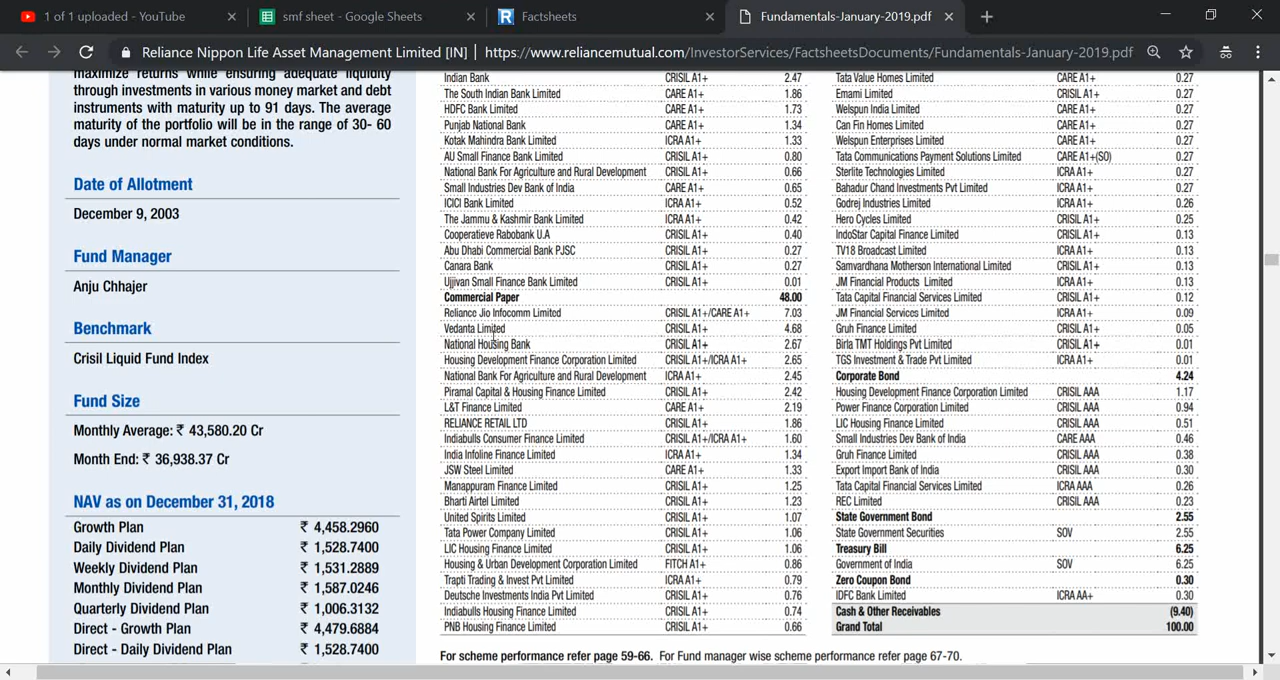 1 of 1 uploaded - YouTube
smf sheet - Google Sheets
Factsheets
Fundamentals-January-2019.pdf
Reliance Nippon Life Asset Management Limited [IN] | https://www.reliancemutual.com/InvestorServices/FactsheetsDocuments/Fundamentals-January-2019.pdf
maximize returns while ensuring adequate liquidity
through investments in various money market and debt
instruments with maturity up to 91 days. The average
maturity of the portfolio will be in the range of 30- 60
days under normal market conditions.
Date of Allotment
December 9, 2003
Fund Manager
Anju Chhajer
Benchmark
Crisil Liquid Fund Index
Fund Size
Monthly Average: ₹ 43,580.20 Cr
Month End: ₹ 36,938.37 Cr
NAV as on December 31, 2018
Growth Plan ₹ 4,458.2960
Daily Dividend Plan ₹ 1,528.7400
Weekly Dividend Plan ₹ 1,531.2889
Monthly Dividend Plan ₹ 1,587.0246
Quarterly Dividend Plan ₹ 1,006.3132
Direct - Growth Plan ₹ 4,479.6884
Direct - Daily Dividend Plan ₹ 1,528.7400
Indian Bank CRISIL A1+ 2.47
The South Indian Bank Limited CARE A1+ 1.86
HDFC Bank Limited CARE A1+ 1.73
Punjab National Bank CARE A1+ 1.34
Kotak Mahindra Bank Limited ICRA A1+ 1.33
AU Small Finance Bank Limited CRISIL A1+ 0.80
National Bank For Agriculture and Rural Development CRISIL A1+ 0.66
Small Industries Dev Bank of India CARE A1+ 0.65
ICICI Bank Limited ICRA A1+ 0.52
The Jammu & Kashmir Bank Limited ICRA A1+ 0.42
Cooperatieve Rabobank U.A CRISIL A1+ 0.40
Abu Dhabi Commercial Bank PJSC CRISIL A1+ 0.27
Canara Bank CRISIL A1+ 0.27
Ujjivan Small Finance Bank Limited CRISIL A1+ 0.01
Commercial Paper 48.00
Reliance Jio Infocomm Limited CRISIL A1+/CARE A1+ 7.03
Vedanta Limited CRISIL A1+ 4.68
National Housing Bank CRISIL A1+ 2.67
Housing Development Finance Corporation Limited CRISIL A1+/ICRA A1+ 2.65
National Bank For Agriculture and Rural Development ICRA A1+ 2.45
Piramal Capital & Housing Finance Limited CRISIL A1+ 2.42
L&T Finance Limited CARE A1+ 2.19
RELIANCE RETAIL LTD CRISIL A1+ 1.86
Indiabulls Consumer Finance Limited CRISIL A1+/ICRA A1+ 1.60
India Infoline Finance Limited ICRA A1+ 1.34
JSW Steel Limited CARE A1+ 1.33
Manappuram Finance Limited CRISIL A1+ 1.25
Bharti Airtel Limited CRISIL A1+ 1.23
United Spirits Limited CRISIL A1+ 1.07
Tata Power Company Limited CRISIL A1+ 1.06
LIC Housing Finance Limited CRISIL A1+ 1.06
Housing & Urban Development Corporation Limited FITCH A1+ 0.86
Trapti Trading & Invest Pvt Limited ICRA A1+ 0.79
Deutsche Investments India Pvt Limited CRISIL A1+ 0.76
Indiabulls Housing Finance Limited CRISIL A1+ 0.74
PNB Housing Finance Limited CRISIL A1+ 0.66
Tata Value Homes Limited CARE A1+ 0.27
Emami Limited CRISIL A1+ 0.27
Welspun India Limited CARE A1+ 0.27
Can Fin Homes Limited CARE A1+ 0.27
Welspun Enterprises Limited CARE A1+ 0.27
Tata Communications Payment Solutions Limited CARE A1+(SO) 0.27
Sterlite Technologies Limited ICRA A1+ 0.27
Bahadur Chand Investments Pvt Limited ICRA A1+ 0.27
Godrej Industries Limited ICRA A1+ 0.26
Hero Cycles Limited CRISIL A1+ 0.25
IndoStar Capital Finance Limited CRISIL A1+ 0.13
TV18 Broadcast Limited ICRA A1+ 0.13
Samvardhana Motherson International Limited CRISIL A1+ 0.13
JM Financial Products Limited ICRA A1+ 0.13
Tata Capital Financial Services Limited CRISIL A1+ 0.12
JM Financial Services Limited ICRA A1+ 0.09
Gruh Finance Limited CRISIL A1+ 0.05
Birla TMT Holdings Pvt Limited CRISIL A1+ 0.01
TGS Investment & Trade Pvt Limited ICRA A1+ 0.01
Corporate Bond 4.24
Housing Development Finance Corporation Limited CRISIL AAA 1.17
Power Finance Corporation Limited CRISIL AAA 0.94
LIC Housing Finance Limited CRISIL AAA 0.51
Small Industries Dev Bank of India CARE AAA 0.46
Gruh Finance Limited CRISIL AAA 0.38
Export Import Bank of India CRISIL AAA 0.30
Tata Capital Financial Services Limited ICRA AAA 0.26
REC Limited CRISIL AAA 0.23
State Government Bond 2.55
State Government Securities SOV 2.55
Treasury Bill 6.25
Government of India SOV 6.25
Zero Coupon Bond 0.30
IDFC Bank Limited ICRA AA+ 0.30
Cash & Other Receivables (9.40)
Grand Total 100.00
For scheme performance refer page 59-66. For Fund manager wise scheme performance refer page 67-70.